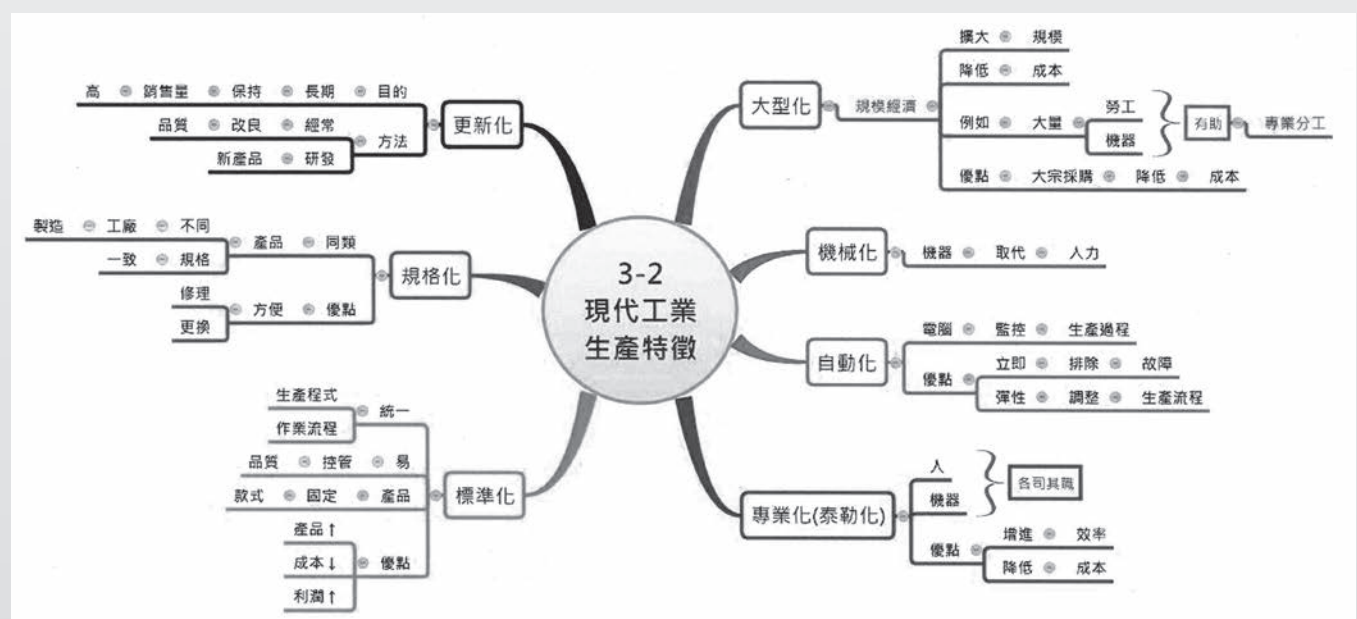 3-2
現代工業
生產特徵
大型化 規模經濟
擴大 規模
降低 成本
例如 大量 勞工
機器
有助 專業分工
優點 大宗採購 降低 成本
機械化 機器 取代 人力
自動化
電腦 監控 生產過程
優點
立即 排除 故障
彈性 調整 生產流程
專業化(泰勒化)
人
機器
各司其職
優點
增進 效率
降低 成本
更新化
高 銷售量 保持 長期 目的
品質 改良 經常
方法
新產品 研發
規格化
製造 工廠 不同
產品 同類
一致 規格
修理
方便 優點
更換
標準化
生產程式
統一
作業流程
品質 控管 易
款式 固定 產品
產品↑
成本↓ 優點
利潤↑